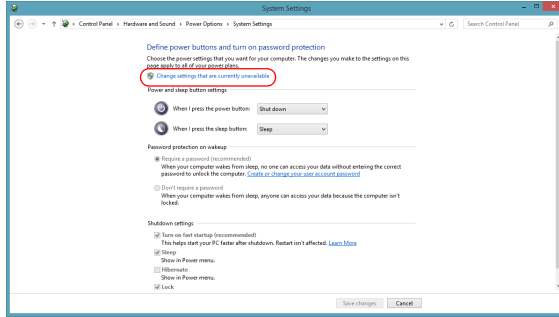 System Settings
Control Panel › Hardware and Sound › Power Options › System Settings
Search Control Panel
Define power buttons and turn on password protection
Choose the power settings that you want for your computer. The changes you make to the settings on this
page apply to all of your power plans.
Change settings that are currently unavailable
Power and sleep button settings
When I press the power button: Shut down
When I press the sleep button: Sleep
Password protection on wakeup
Require a password (recommended)
When your computer wakes from sleep, no one can access your data without entering the correct
password to unlock the computer. Create or change your user account password
Don't require a password
When your computer wakes from sleep, anyone can access your data because the computer isn't
locked.
Shutdown settings
Turn on fast startup (recommended)
This helps start your PC faster after shutdown. Restart isn't affected. Learn More
Sleep
Show in Power menu.
Hibernate
Show in Power menu.
Lock
Save changes Cancel